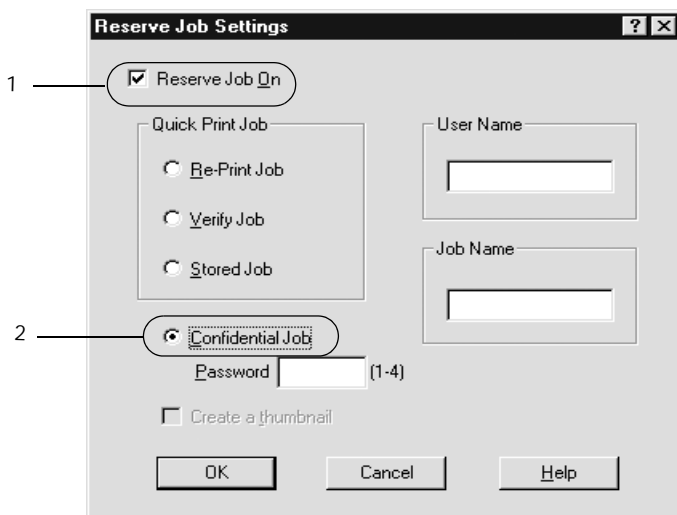 Reserve Job Settings
? ×
1
Reserve Job On
Quick Print Job
User Name
Re-Print Job
Verify Job
Job Name
Stored Job
2
Confidential Job
Password (1-4)
Create a thumbnail
OK Cancel Help